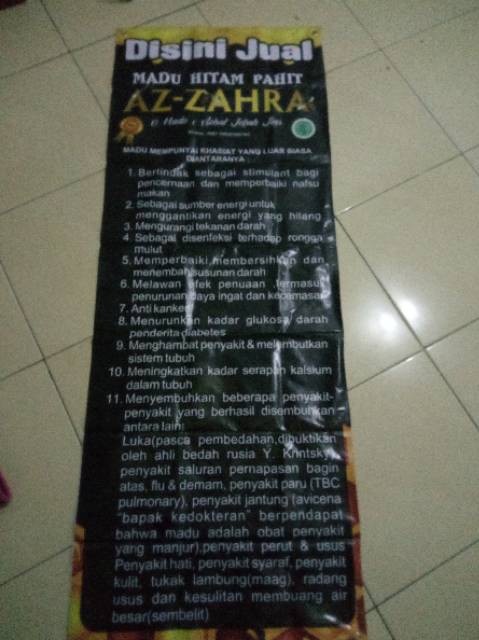 Disini Jual
MADU HITAM PAHIT
AZ-ZAHRA
MADU MEMPUNYAI KHASIAT YANG LUAR BIASA
DIANTARANYA :
1. Bertindak sebagai stimulant bagi
pencernaan dan memperbaiki nafsu
makan
2. Sebagai sumber energi untuk
menggantikan energi yang hilang
3. Mengurangi tekanan darah
4. Sebagai disenfeksi terhadap rongga
mulut
5. Memperbaiki, membersihkan dan
menembah susunan darah
6. Melawan efek penuaan termasuk
penurunan daya ingat dan kecemasan
7. Anti kanker
8. Menurunkan kadar glukosa darah
penderita diabetes
9. Menghambat penyakit & melembutkan
sistem tubuh
10. Meningkatkan kadar serapan kalsium
dalam tubuh
11. Menyembuhkan beberapa penyakit-
penyakit yang berhasil disembuhkan
antara lain:
Luka(pasca pembedahan,dibuktikan
oleh ahli bedah rusia Y. Krintsky,
penyakit saluran pernapasan bagin
atas, flu & demam, penyakit paru (TBC
pulmonary), penyakit jantung (avicena
"bapak kedokteran" berpendapat
bahwa madu adalah obat penyakit
yang manjur),penyakit perut & usus
Penyakit hati, penyakit syaraf, penyakit
kulit, tukak lambung(maag), radang
usus dan kesulitan membuang air
besar(sembelit)